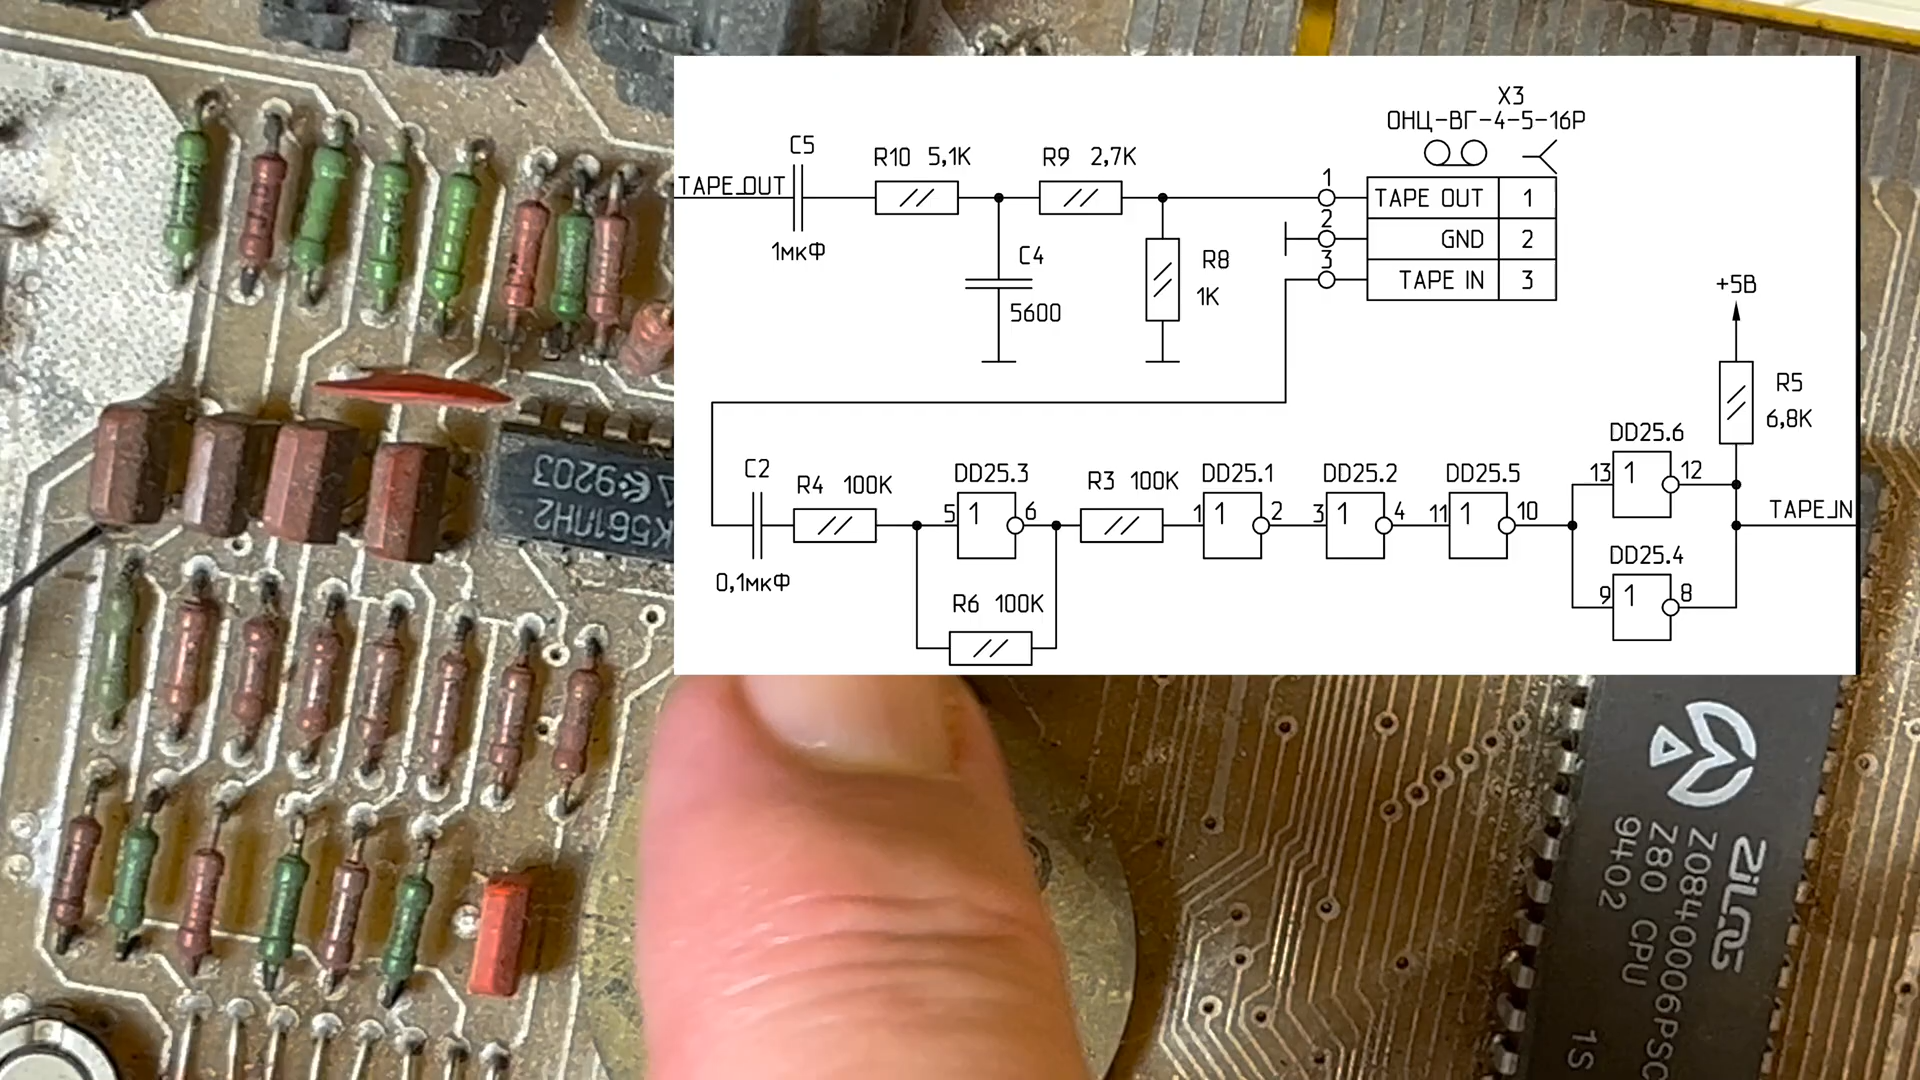 X3
ОНЦ-ВГ-4-5-16Р
C5
R10 5,1K
R9 2,7K
TAPE_OUT
1
TAPE OUT 1
1мкФ
2
GND 2
C4
R8
3
TAPE IN 3
1K
5600
+5В
R5
6,8K
DD25.6
13 1 12
C2
R4 100K
DD25.3
R3 100K
DD25.1
DD25.2
DD25.5
TAPE_IN
5 1 6
1 1 2
3 1 4
11 1 10
DD25.4
0,1мкФ
9 1 8
R6 100K
9203
К561ЛН2
ZiLOG
Z0840006PSC
Z80 CPU
9402
1S